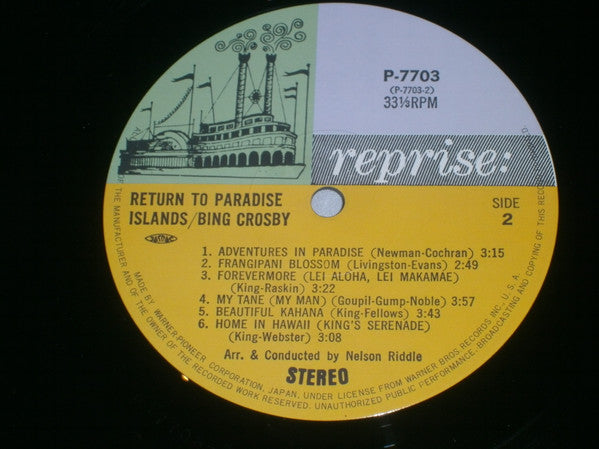 P-7703
(P-7703-2)
33⅓RPM
reprise:
RETURN TO PARADISE
ISLANDS/BING CROSBY
SIDE
2
1. ADVENTURES IN PARADISE (Newman-Cochran) 3:15
2. FRANGIPANI BLOSSOM (Livingston-Evans) 2:49
3. FOREVERMORE (LEI ALOHA, LEI MAKAMAE)
(King-Raskin) 3:22
4. MY TANE (MY MAN) (Goupil-Gump-Noble) 3:57
5. BEAUTIFUL KAHANA (King-Fellows) 3:43
6. HOME IN HAWAII (KING'S SERENADE)
(King-Webster) 3:08
Arr. & Conducted by Nelson Riddle
STEREO
MADE BY WARNER-PIONEER CORPORATION, JAPAN, UNDER LICENSE FROM WARNER BROS. RECORDS INC. U.S.A.
OF THE MANUFACTURER AND OF THE OWNER OF THE RECORDED WORK RESERVED. UNAUTHORIZED PUBLIC PERFORMANCE, BROADCASTING AND COPYING OF THIS RECORD